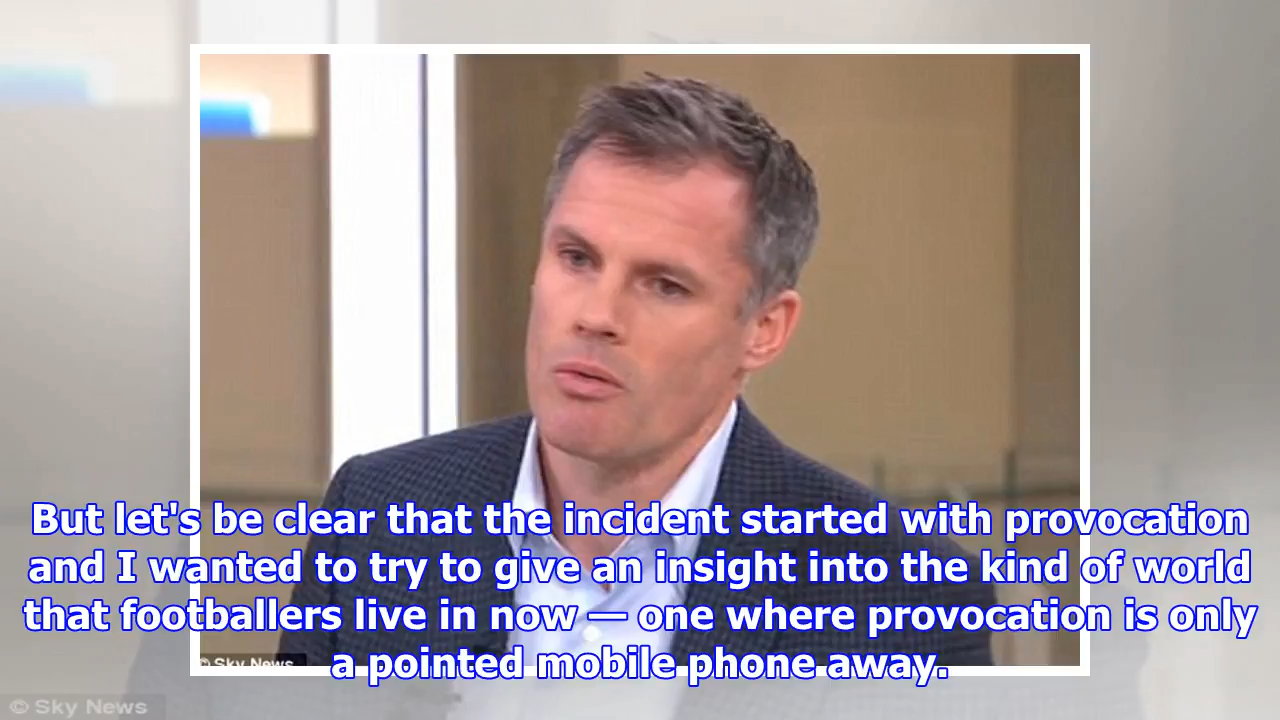 But let's be clear that the incident started with provocation
and I wanted to try to give an insight into the kind of world
that footballers live in now — one where provocation is only
a pointed mobile phone away.
© Sky News
© Sky News